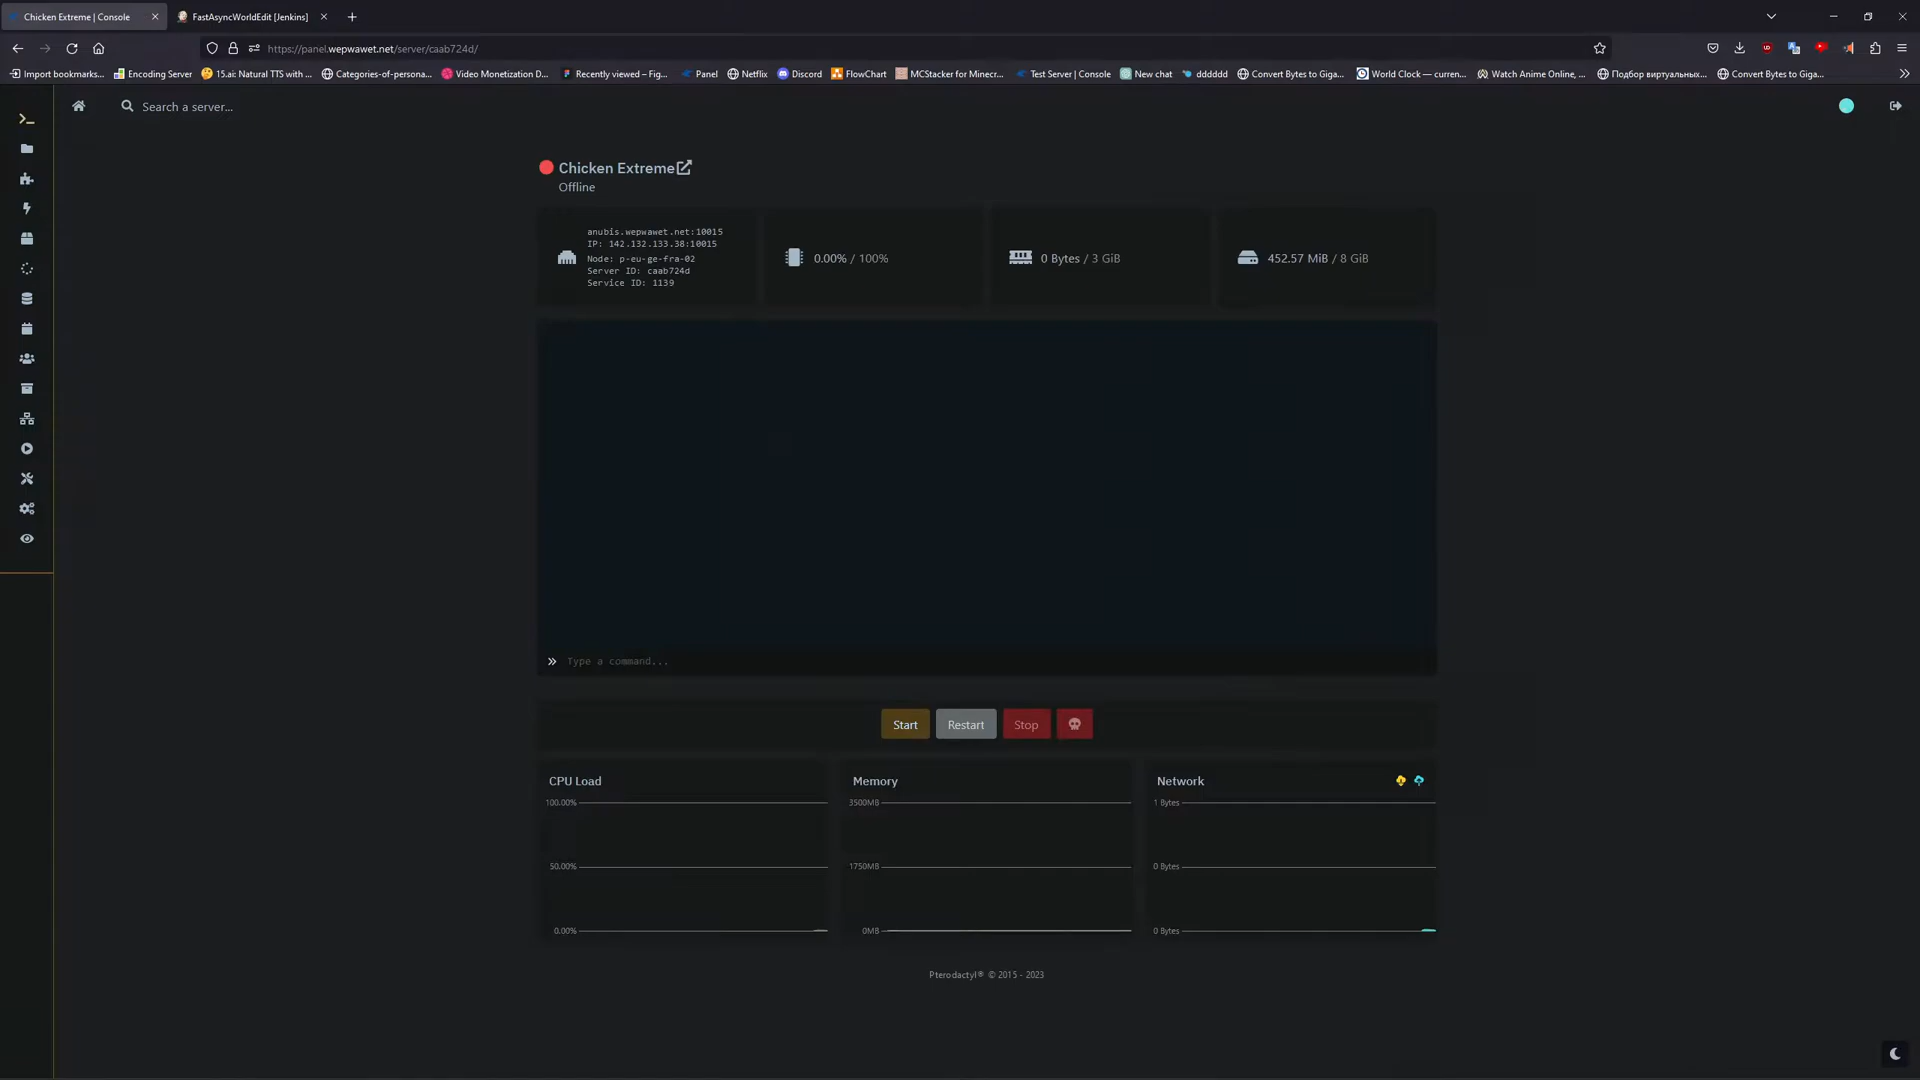 Chicken Extreme | Console
FastAsyncWorldEdit [Jenkins]
https://panel.wepwawet.net/server/caab724d/
Import bookmarks...
Encoding Server
15.ai: Natural TTS with ...
Categories-of-persona...
Video Monetization D...
Recently viewed – Fig...
Panel
Netflix
Discord
FlowChart
MCStacker for Minecr...
Test Server | Console
New chat
dddddd
Convert Bytes to Giga...
World Clock — curren...
Watch Anime Online, ...
Подбор виртуальных...
Convert Bytes to Giga...
Search a server...
Chicken Extreme
Offline
anubis.wepwawet.net:10015
IP: 142.132.133.38:10015
Node: p-eu-ge-fra-02
Server ID: caab724d
Service ID: 1139
0.00% / 100%
0 Bytes / 3 GiB
452.57 MiB / 8 GiB
Type a command...
Start
Restart
Stop
CPU Load
100.00%
50.00%
0.00%
Memory
3500MB
1750MB
0MB
Network
1 Bytes
0 Bytes
0 Bytes
Pterodactyl® © 2015 - 2023